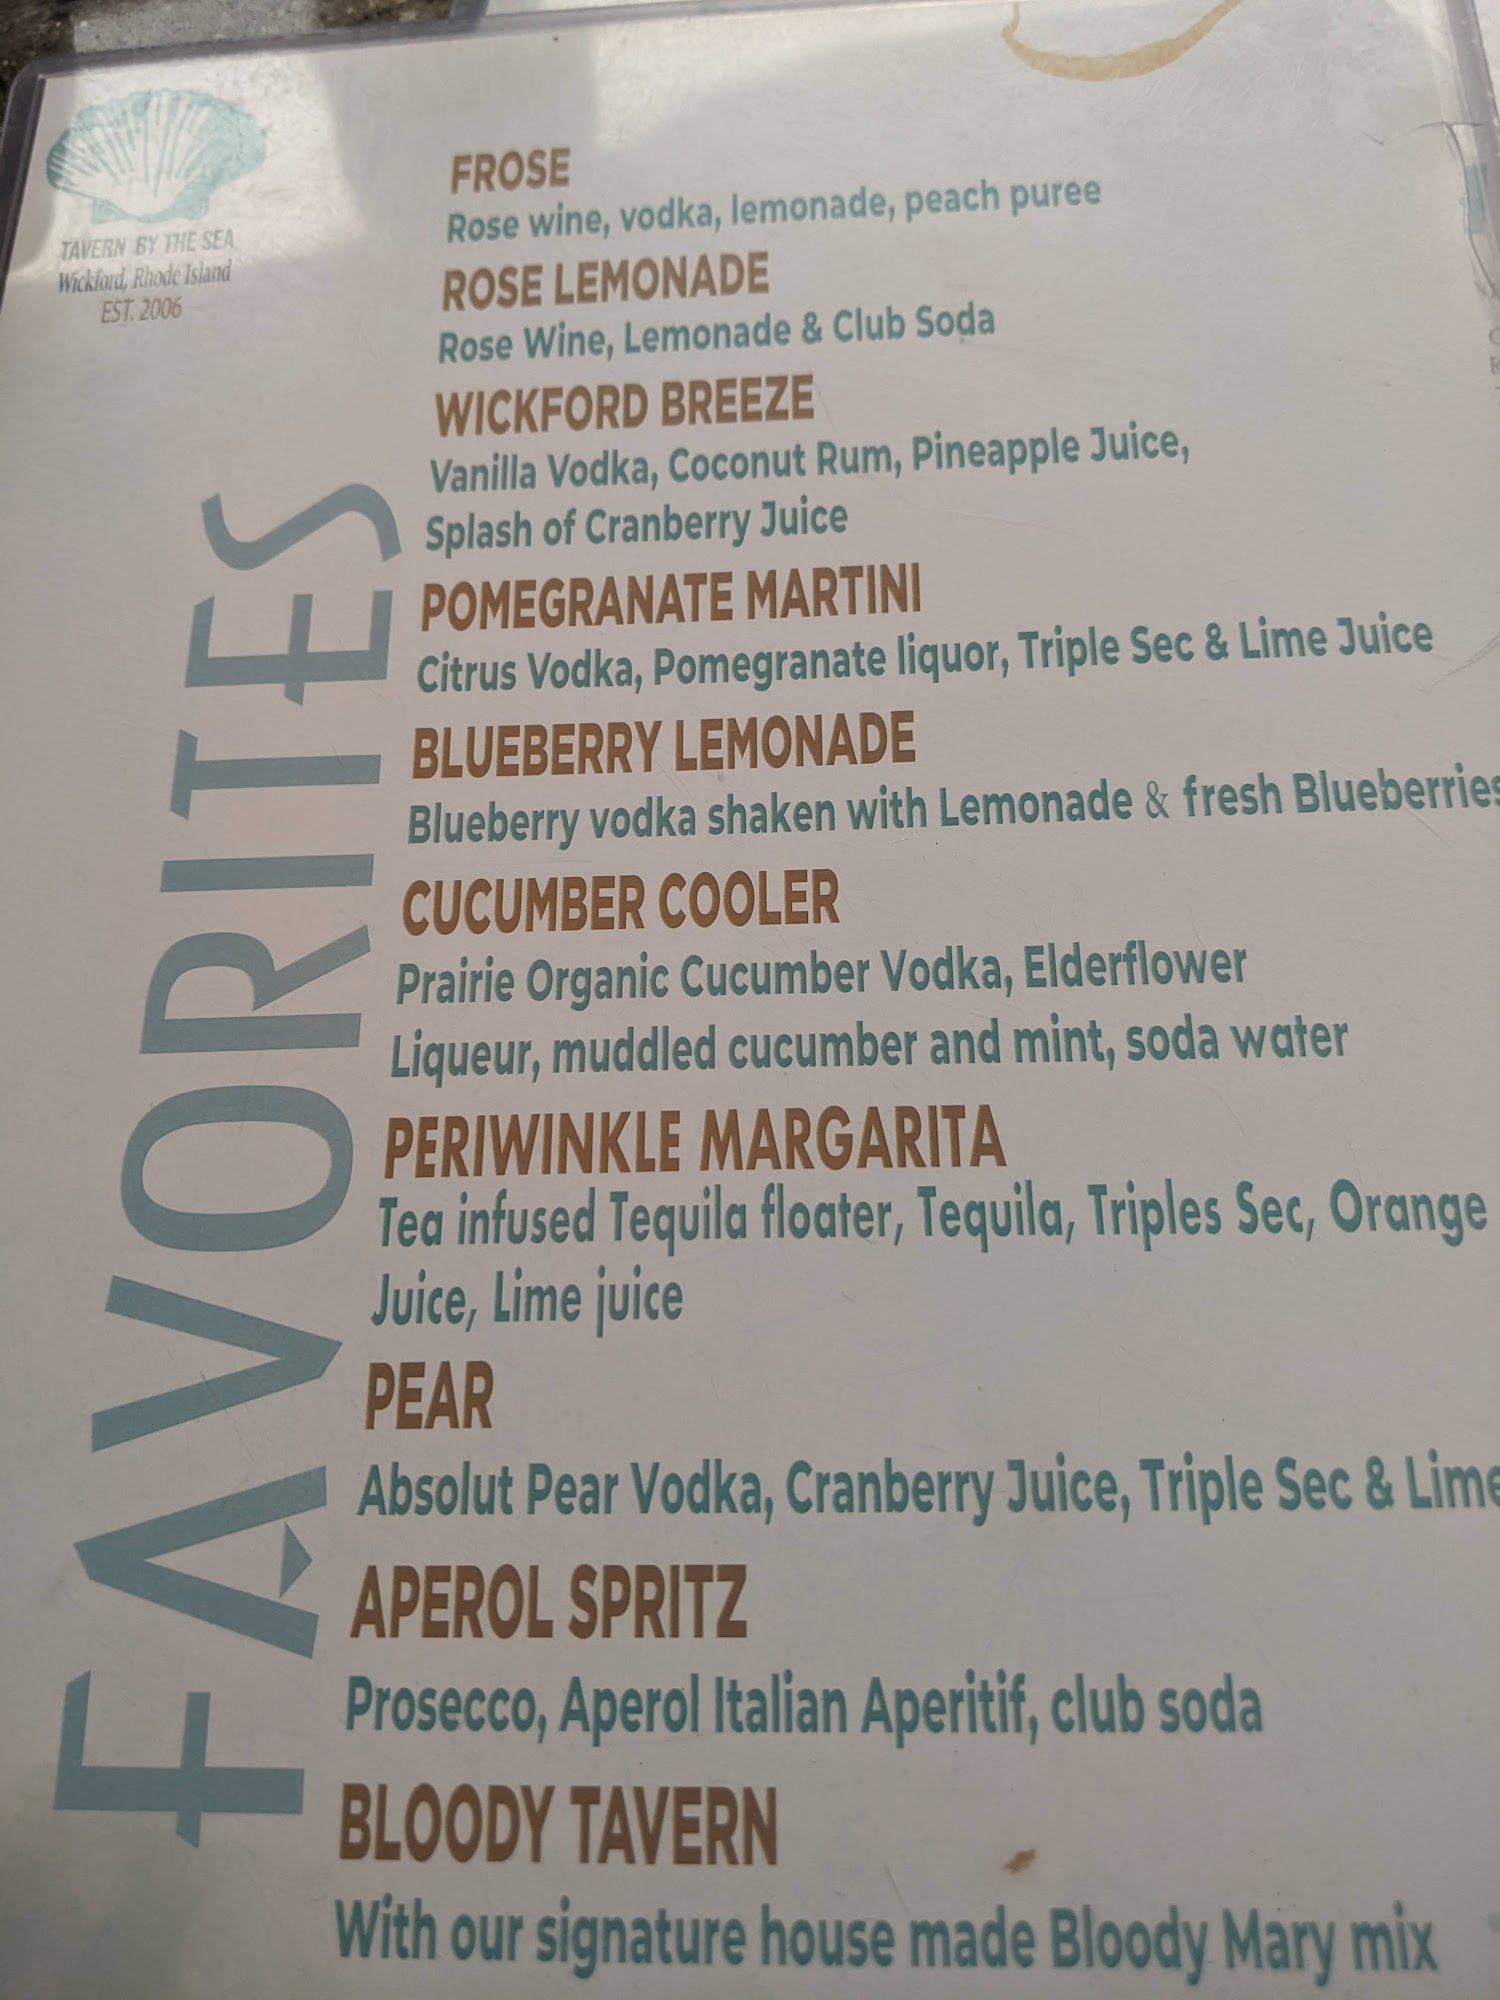 TAVERN BY THE SEA
Wickford, Rhode Island
EST. 2006
FAVORITES
FROSE
Rose wine, vodka, lemonade, peach puree
ROSE LEMONADE
Rose Wine, Lemonade & Club Soda
WICKFORD BREEZE
Vanilla Vodka, Coconut Rum, Pineapple Juice,
Splash of Cranberry Juice
POMEGRANATE MARTINI
Citrus Vodka, Pomegranate liquor, Triple Sec & Lime Juice
BLUEBERRY LEMONADE
Blueberry vodka shaken with Lemonade & fresh Blueberries
CUCUMBER COOLER
Prairie Organic Cucumber Vodka, Elderflower
Liqueur, muddled cucumber and mint, soda water
PERIWINKLE MARGARITA
Tea infused Tequila floater, Tequila, Triples Sec, Orange
Juice, Lime juice
PEAR
Absolut Pear Vodka, Cranberry Juice, Triple Sec & Lime
APEROL SPRITZ
Prosecco, Aperol Italian Aperitif, club soda
BLOODY TAVERN
With our signature house made Bloody Mary mix